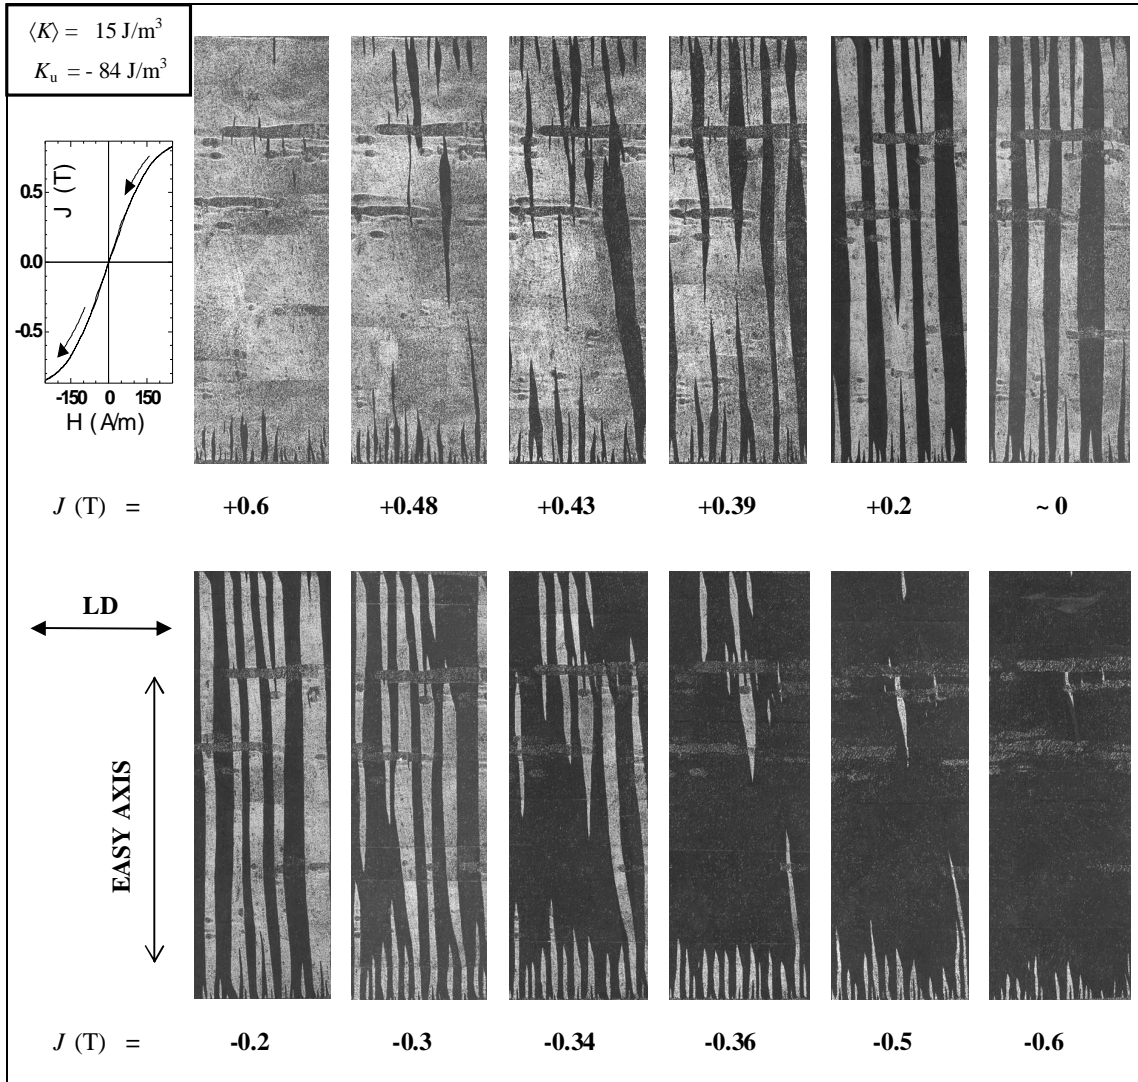 ⟨K⟩ = 15 J/m³
Kᵤ = - 84 J/m³
J (T)
0.5
0.0
-0.5
-150 0 150
H (A/m)
J (T) = +0.6 +0.48 +0.43 +0.39 +0.2 ~ 0
LD
EASY AXIS
J (T) = -0.2 -0.3 -0.34 -0.36 -0.5 -0.6